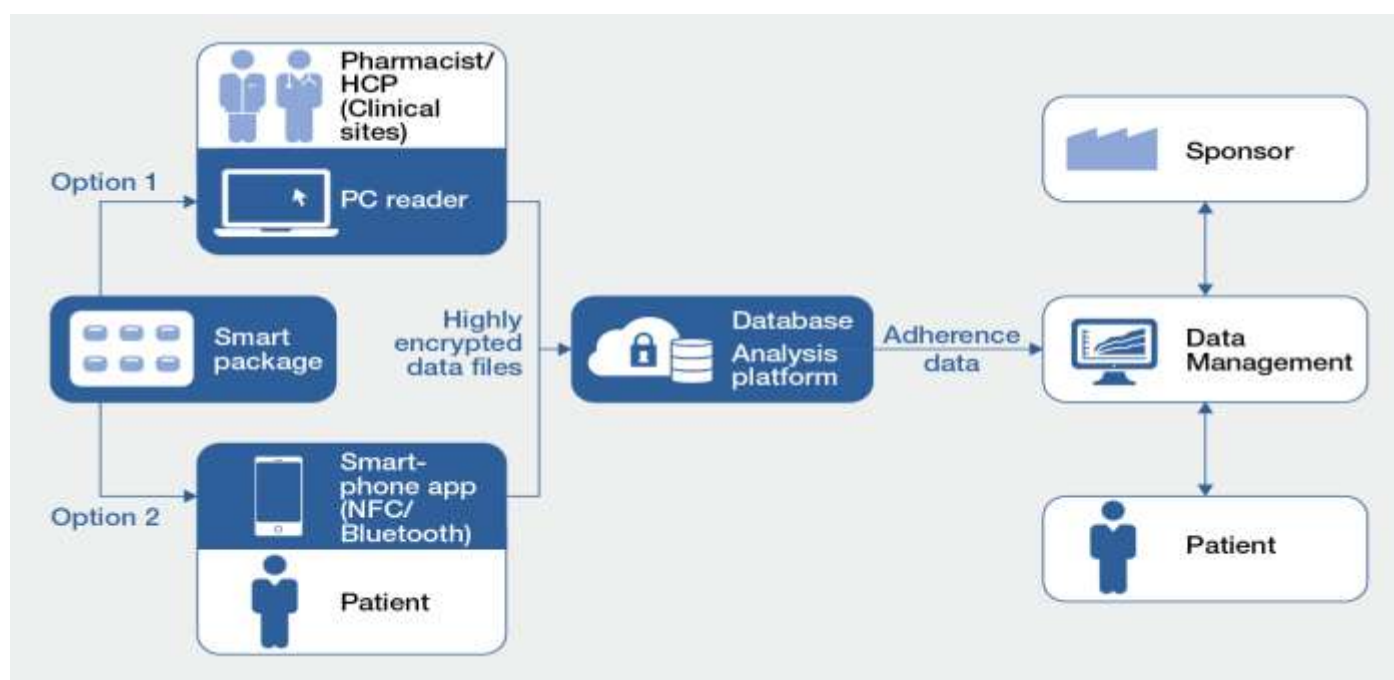 Pharmacist/
HCP
(Clinical
sites)
Option 1
PC reader
Smart
package
Highly
encrypted
data files
Option 2
Smart-
phone app
(NFC/
Bluetooth)
Patient
Database
Analysis
platform
Adherence
data
Sponsor
Data
Management
Patient